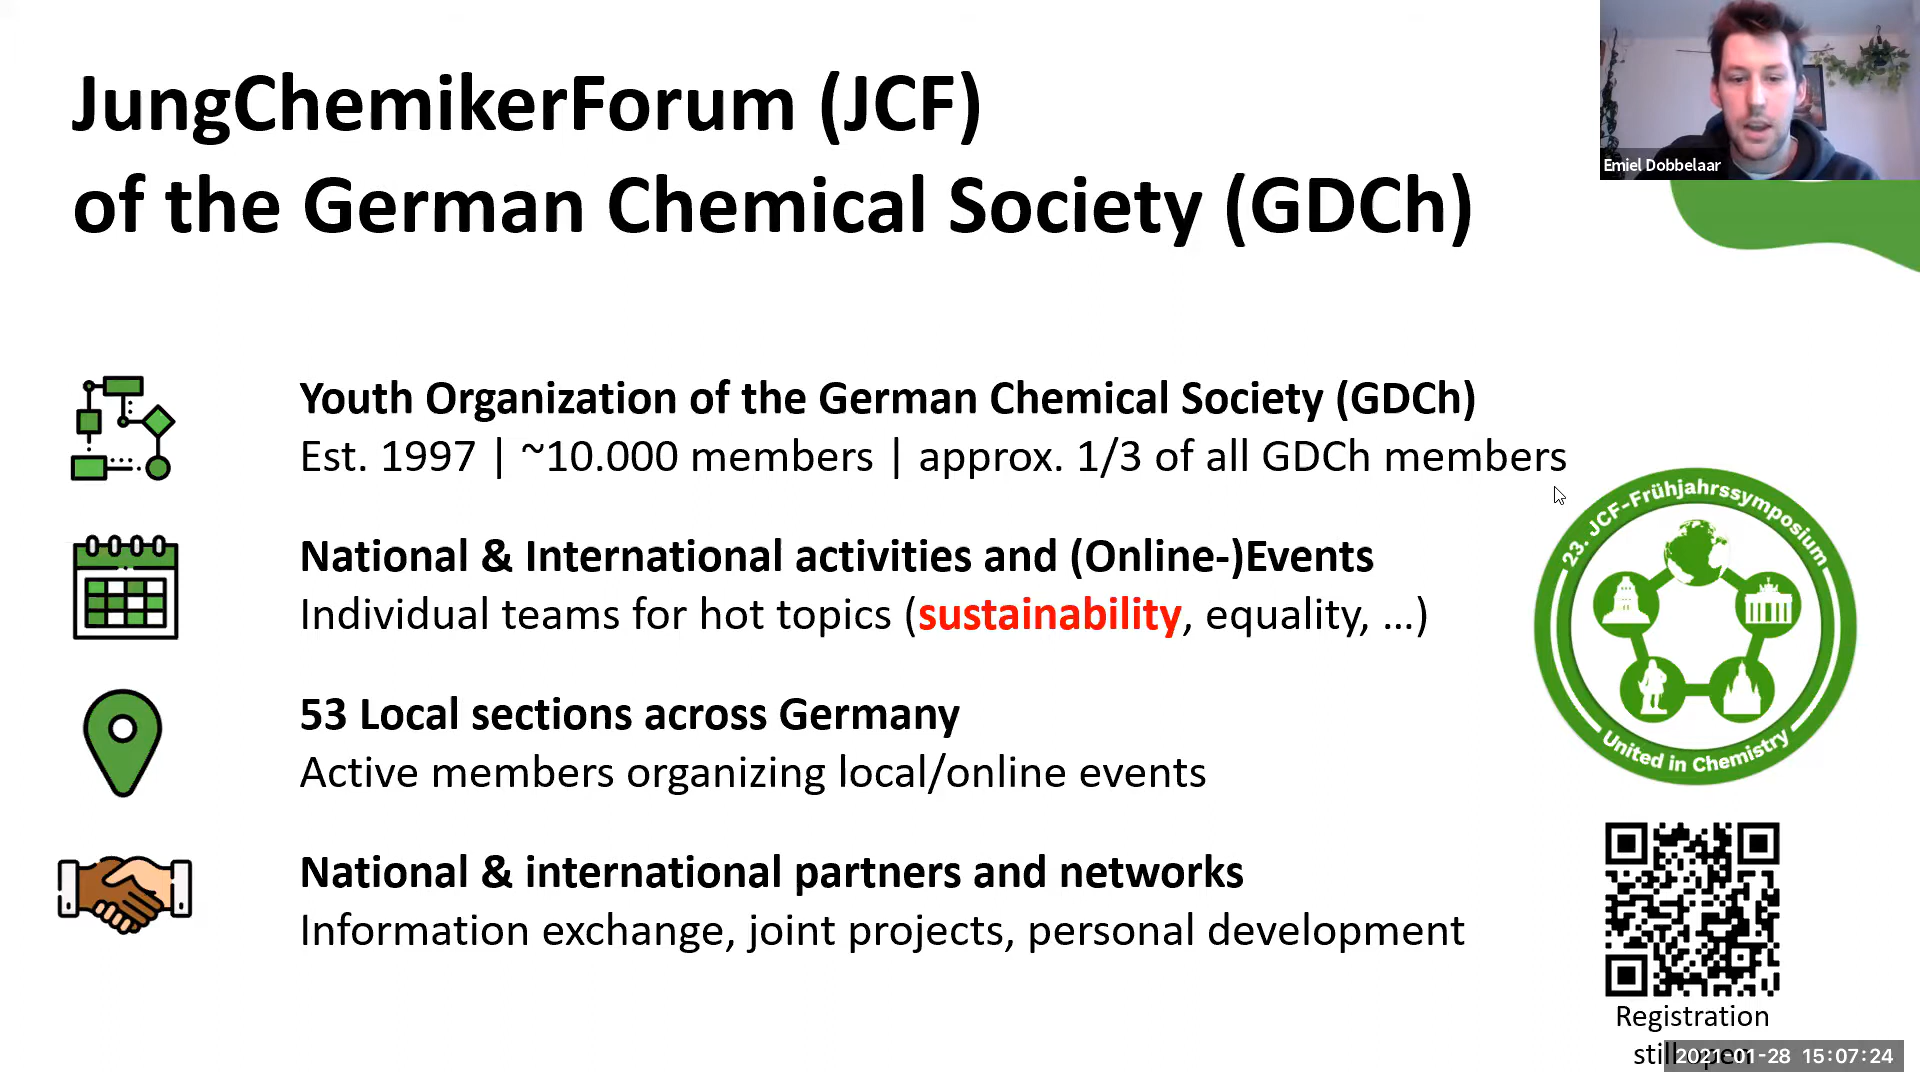 JungChemikerForum (JCF)
of the German Chemical Society (GDCh)
Emiel Dobbelaar
Youth Organization of the German Chemical Society (GDCh)
Est. 1997 | ~10.000 members | approx. 1/3 of all GDCh members
National & International activities and (Online-)Events
Individual teams for hot topics (sustainability, equality, ...)
53 Local sections across Germany
Active members organizing local/online events
National & international partners and networks
Information exchange, joint projects, personal development
23. JCF-Frühjahrssymposium
United in Chemistry
Registration
still open
2021-01-28 15:07:24